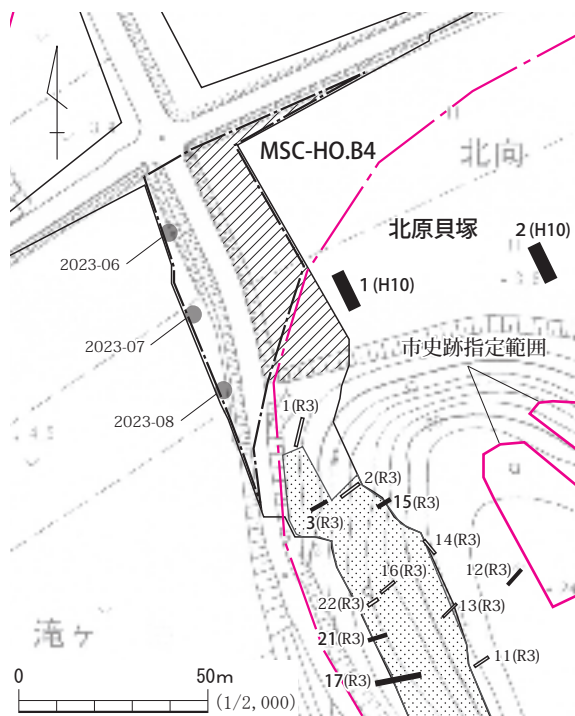 MSC-HO.B4
北向
北原貝塚
2 (H10)
1 (H10)
2023-06
2023-07
市史跡指定範囲
2023-08
1(R3)
2(R3)
15(R3)
3(R3)
14(R3)
16(R3)
12(R3)
22(R3)
13(R3)
21(R3)
滝ヶ
11(R3)
17(R3)
0 50m
(1/2,000)